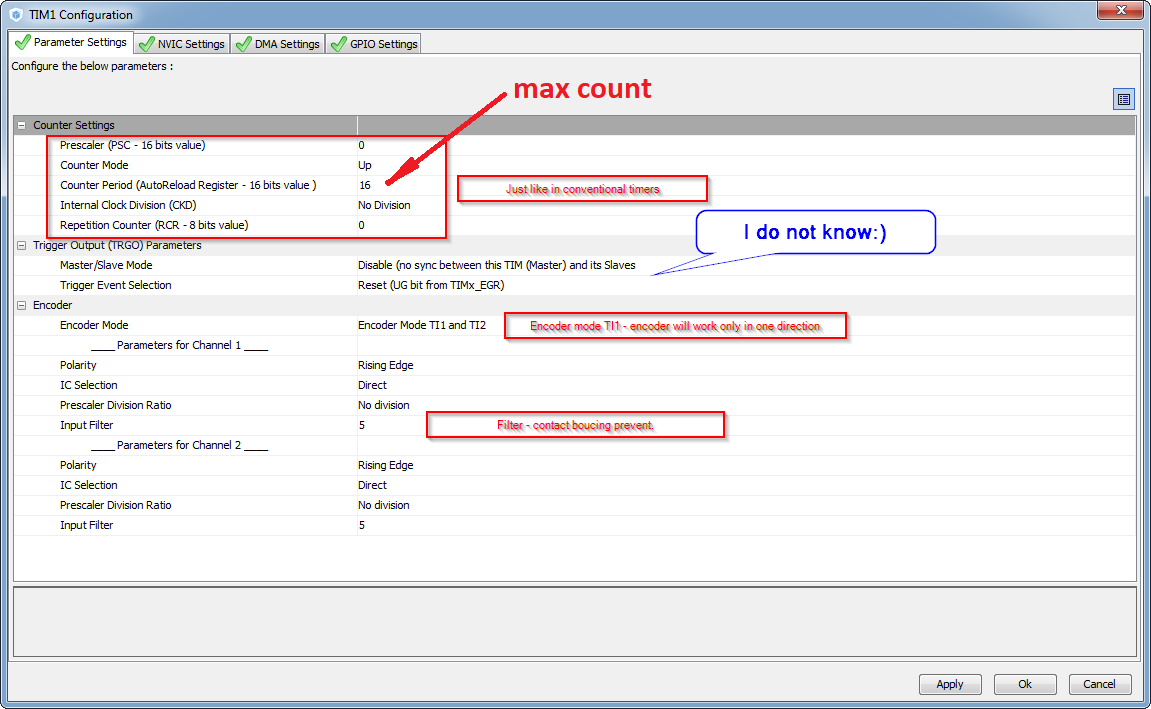 TIM1 Configuration
Parameter Settings NVIC Settings DMA Settings GPIO Settings
Configure the below parameters :
max count
Counter Settings
Prescaler (PSC - 16 bits value) 0
Counter Mode Up
Counter Period (AutoReload Register - 16 bits value ) 16
Just like in conventional timers
Internal Clock Division (CKD) No Division
Repetition Counter (RCR - 8 bits value) 0
I do not know:)
Trigger Output (TRGO) Parameters
Master/Slave Mode Disable (no sync between this TIM (Master) and its Slaves
Trigger Event Selection Reset (UG bit from TIMx_EGR)
Encoder
Encoder Mode Encoder Mode TI1 and TI2 Encoder mode TI1 - encoder will work only in one direction
____ Parameters for Channel 1 ____
Polarity Rising Edge
IC Selection Direct
Prescaler Division Ratio No division
Input Filter 5 Filter - contact boucing prevent.
____ Parameters for Channel 2 ____
Polarity Rising Edge
IC Selection Direct
Prescaler Division Ratio No division
Input Filter 5
Apply Ok Cancel